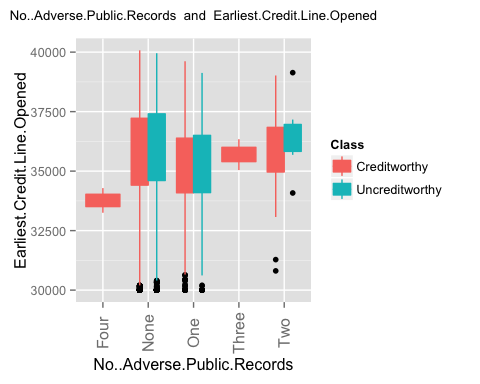 No..Adverse.Public.Records and Earliest.Credit.Line.Opened
40000
37500
35000
32500
30000
Earliest.Credit.Line.Opened
Four
None
One
Three
Two
No..Adverse.Public.Records
Class
Creditworthy
Uncreditworthy